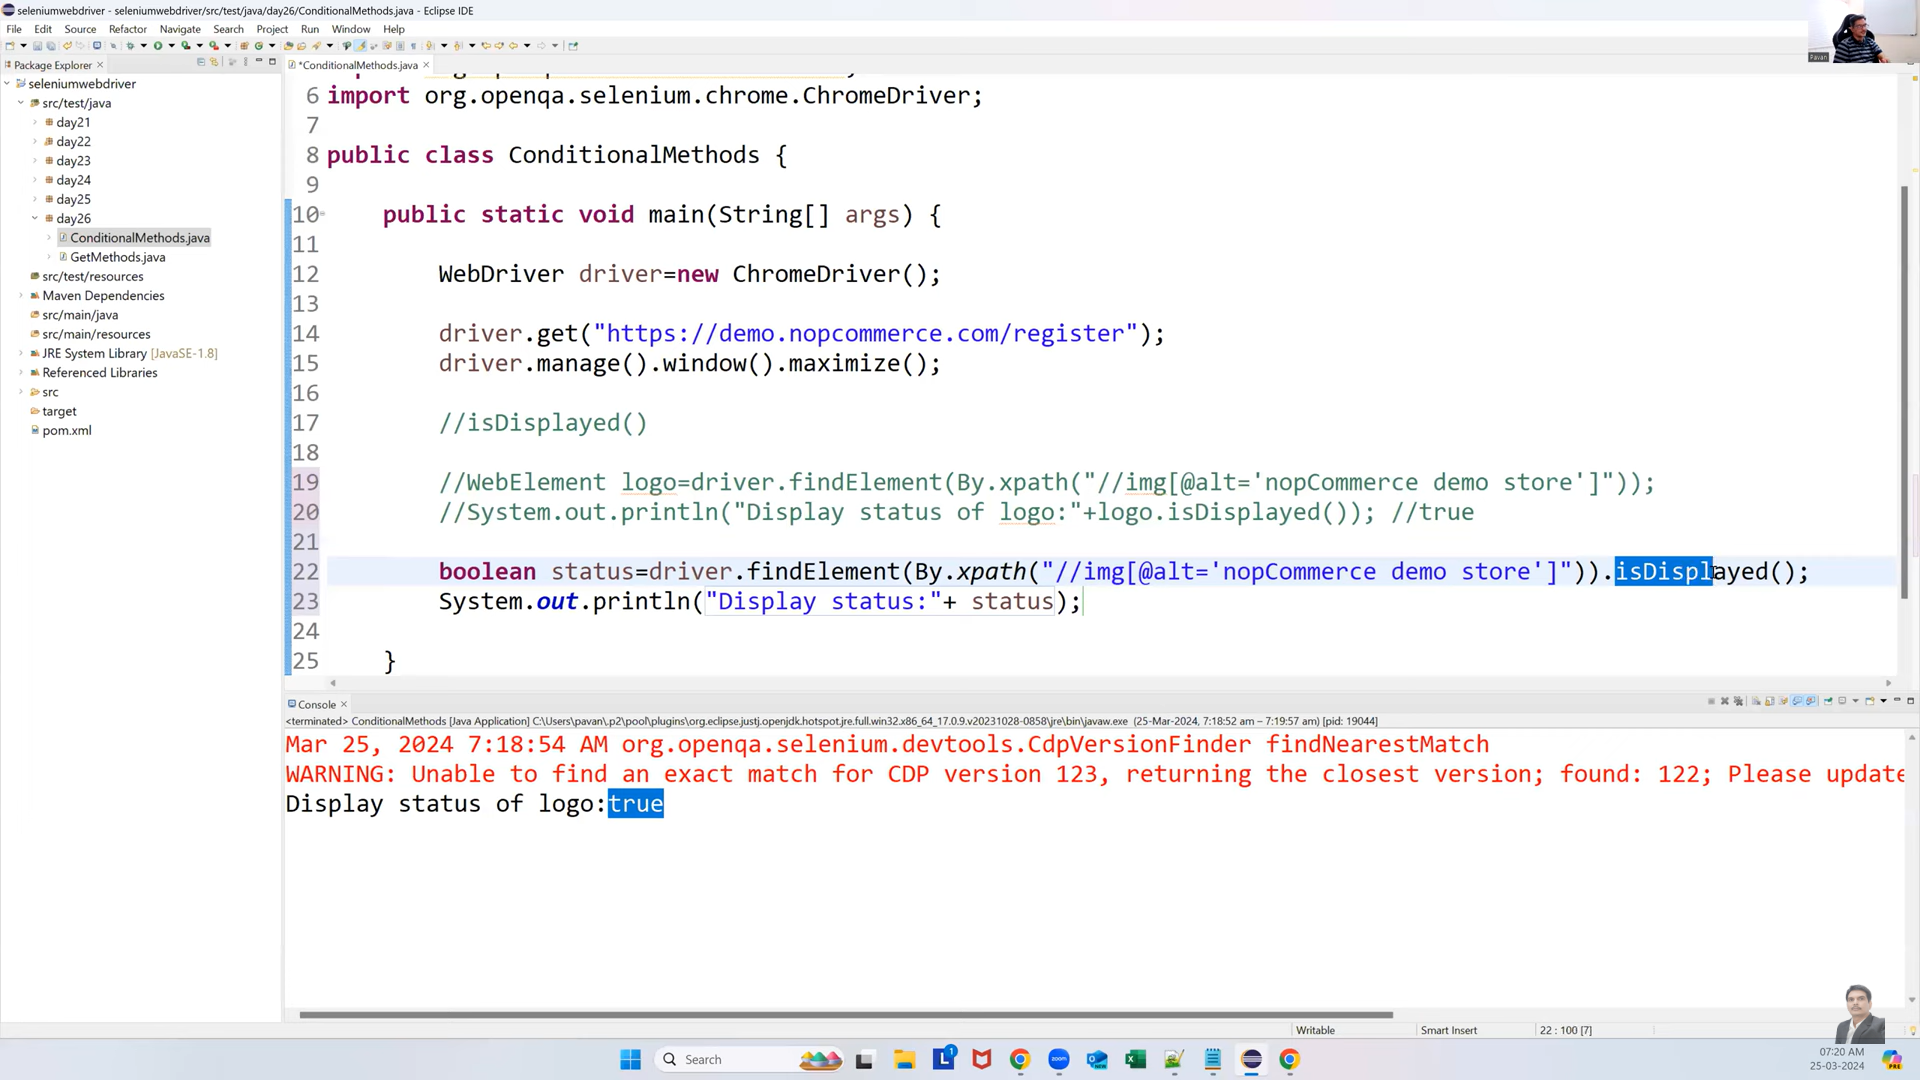 seleniumwebdriver - seleniumwebdriver/src/test/java/day26/ConditionalMethods.java - Eclipse IDE
File Edit Source Refactor Navigate Search Project Run Window Help
Package Explorer
seleniumwebdriver
src/test/java
day21
day22
day23
day24
day25
day26
ConditionalMethods.java
GetMethods.java
src/test/resources
Maven Dependencies
src/main/java
src/main/resources
JRE System Library [JavaSE-1.8]
Referenced Libraries
src
target
pom.xml
*ConditionalMethods.java
6 import org.openqa.selenium.chrome.ChromeDriver;
7
8 public class ConditionalMethods {
9
10 public static void main(String[] args) {
11
12 WebDriver driver=new ChromeDriver();
13
14 driver.get("https://demo.nopcommerce.com/register");
15 driver.manage().window().maximize();
16
17 //isDisplayed()
18
19 //WebElement logo=driver.findElement(By.xpath("//img[@alt='nopCommerce demo store']"));
20 //System.out.println("Display status of logo:"+logo.isDisplayed()); //true
21
22 boolean status=driver.findElement(By.xpath("//img[@alt='nopCommerce demo store']")).isDisplayed();
23 System.out.println("Display status:"+ status);
24
25 }
Console
<terminated> ConditionalMethods [Java Application] C:\Users\pavan\.p2\pool\plugins\org.eclipse.justj.openjdk.hotspot.jre.full.win32.x86_64_17.0.9.v20231028-0858\jre\bin\javaw.exe (25-Mar-2024, 7:18:52 am – 7:19:57 am) [pid: 19044]
Mar 25, 2024 7:18:54 AM org.openqa.selenium.devtools.CdpVersionFinder findNearestMatch
WARNING: Unable to find an exact match for CDP version 123, returning the closest version; found: 122; Please update
Display status of logo:true
Writable Smart Insert 22 : 100 [7]
Search
07:20 AM
25-03-2024
Pavan